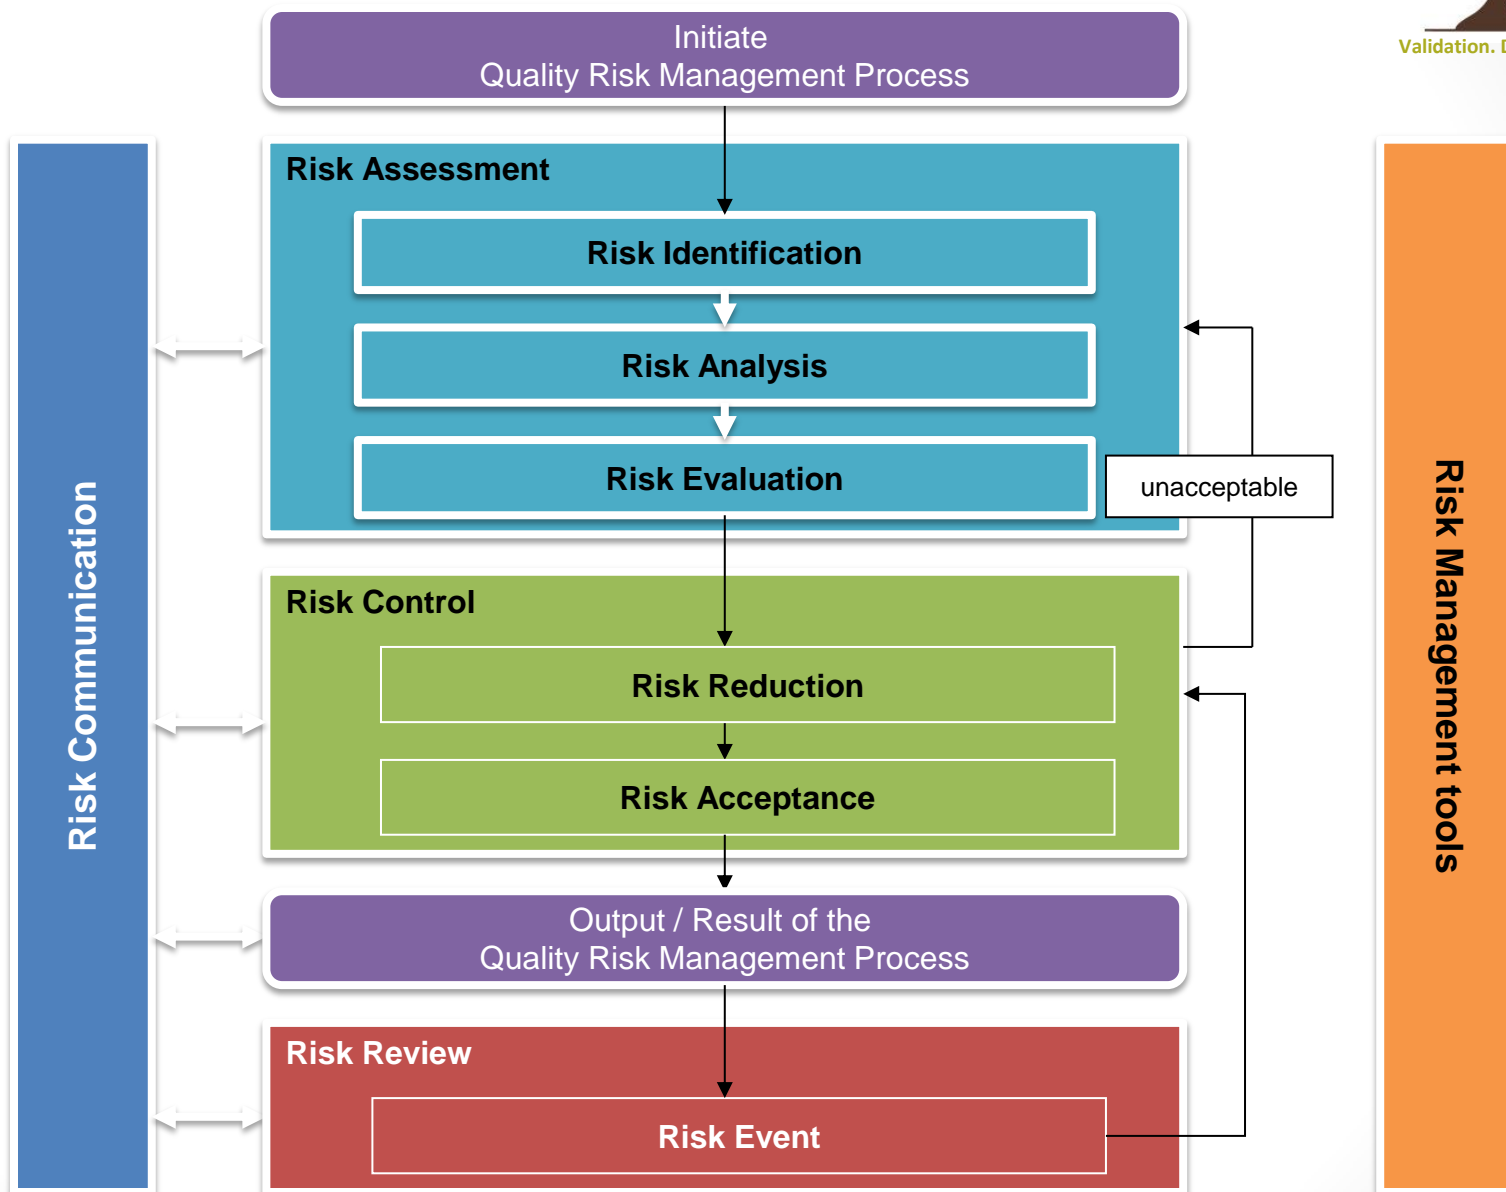 Initiate
Quality Risk Management Process
Validation.
Risk Assessment
Risk Identification
Risk Analysis
Risk Evaluation
unacceptable
Risk Communication
Risk Management tools
Risk Control
Risk Reduction
Risk Acceptance
Output / Result of the
Quality Risk Management Process
Risk Review
Risk Event